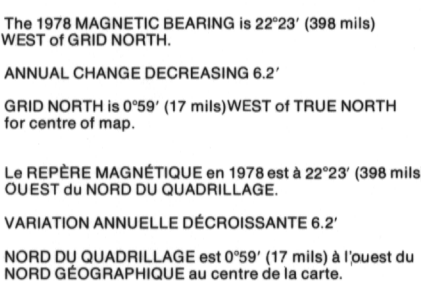 The 1978 MAGNETIC BEARING is 22°23′ (398 mils)
WEST of GRID NORTH.
ANNUAL CHANGE DECREASING 6.2′
GRID NORTH is 0°59′ (17 mils)WEST of TRUE NORTH
for centre of map.
Le REPÈRE MAGNÉTIQUE en 1978 est à 22°23′ (398 mils
OUEST du NORD DU QUADRILLAGE.
VARIATION ANNUELLE DÉCROISSANTE 6.2′
NORD DU QUADRILLAGE est 0°59′ (17 mils) à l'ouest du
NORD GÉOGRAPHIQUE au centre de la carte.